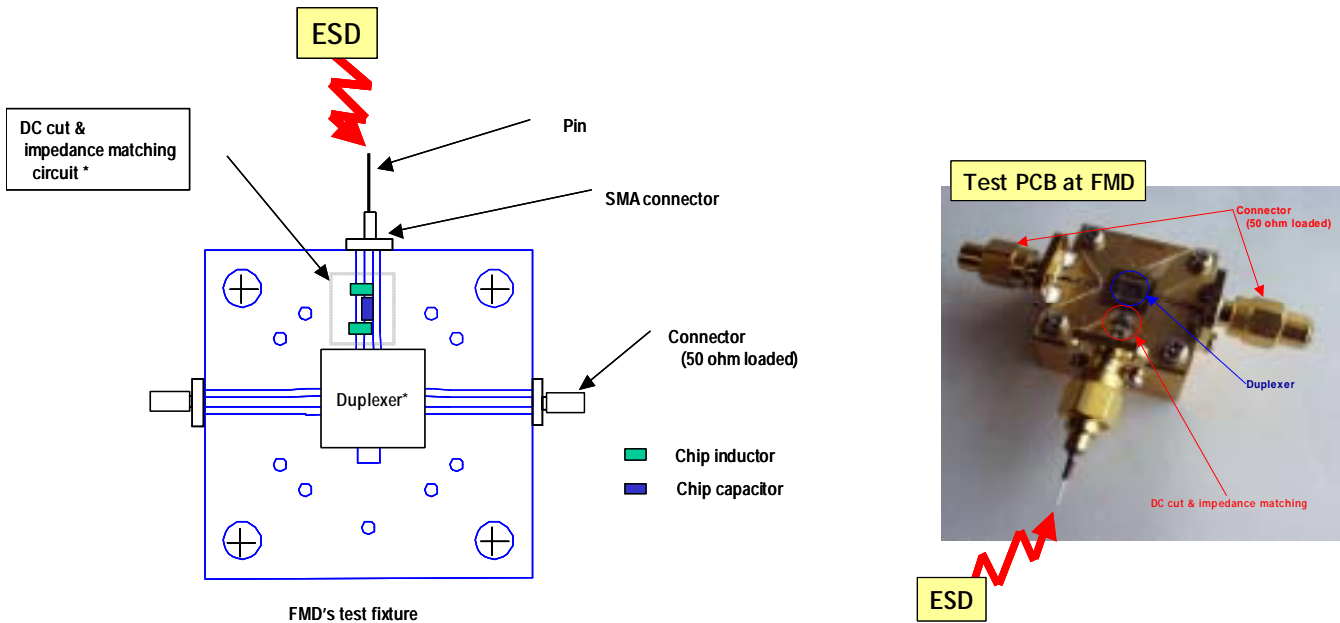 ESD
DC cut &
impedance matching
circuit *
Pin
SMA connector
Connector
(50 ohm loaded)
Duplexer*
Chip inductor
Chip capacitor
FMD's test fixture
Test PCB at FMD
Connector
(50 ohm loaded)
Duplexer
DC cut & impedance matching
ESD